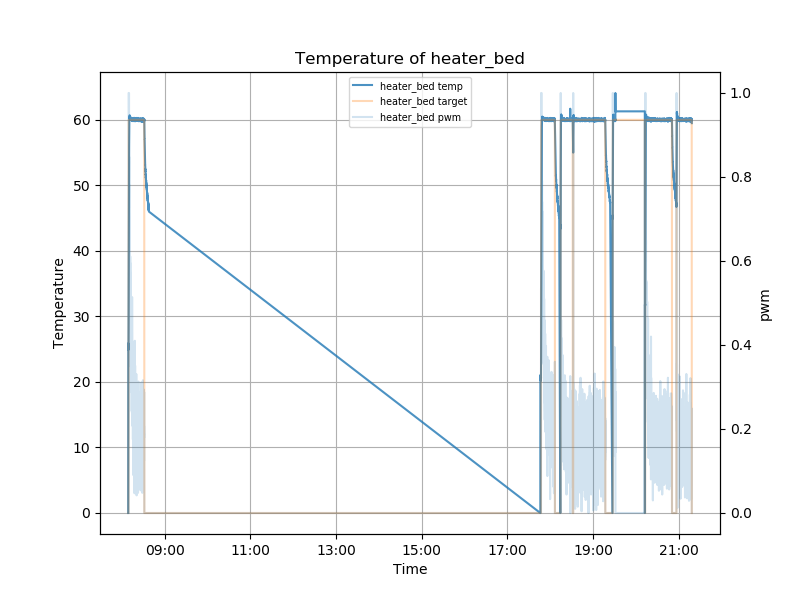 Temperature of heater_bed
heater_bed temp
heater_bed target
heater_bed pwm
Temperature
60
50
40
30
20
10
0
1.0
0.8
0.6
0.4
0.2
0.0
pwm
09:00 11:00 13:00 15:00 17:00 19:00 21:00
Time